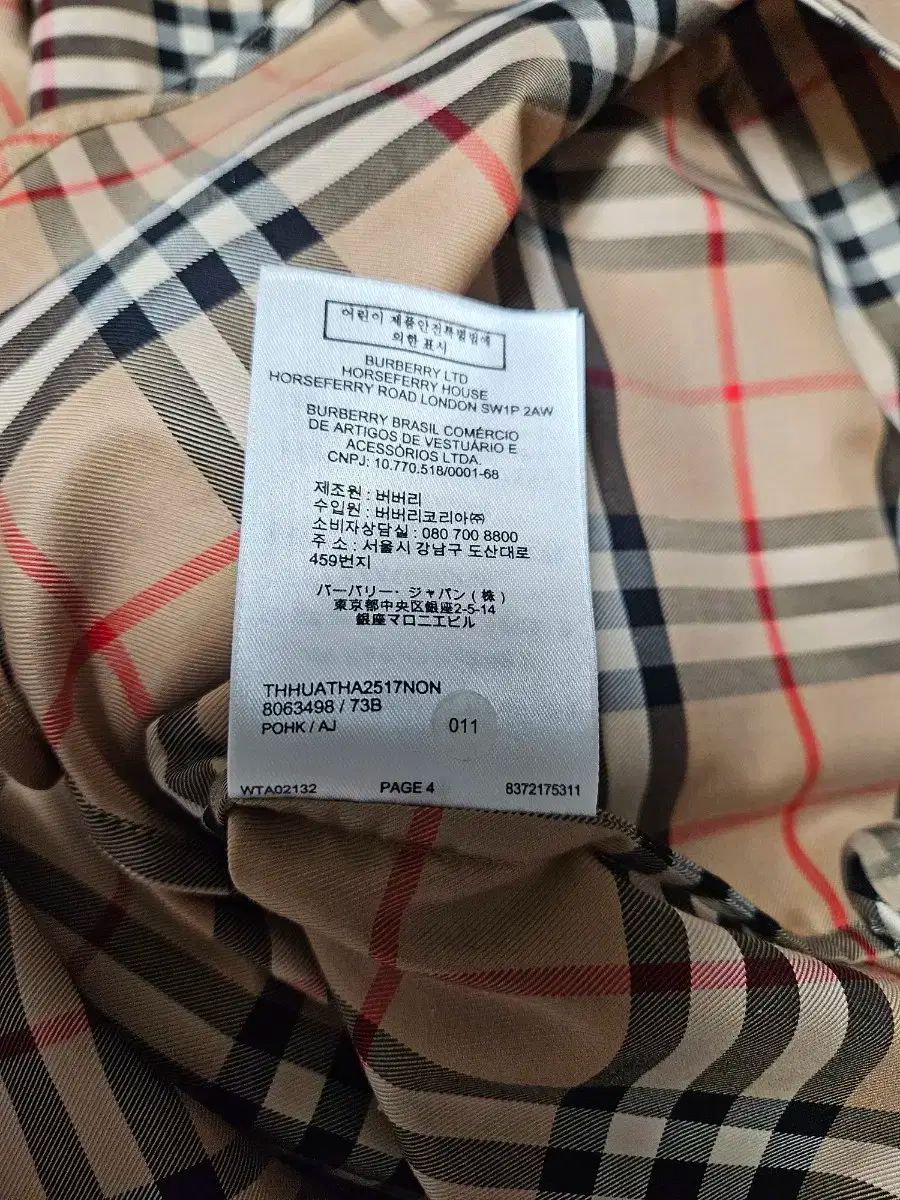 어린이 제품안전특별법에
의한 표시
BURBERRY LTD
HORSEFERRY HOUSE
HORSEFERRY ROAD LONDON SW1P 2AW
BURBERRY BRASIL COMÉRCIO
DE ARTIGOS DE VESTUÁRIO E
ACESSÓRIOS LTDA.
CNPJ: 10.770.518/0001-68
제조원 : 버버리
수입원 : 버버리코리아㈜
소비자상담실 : 080 700 8800
주 소 : 서울시 강남구 도산대로
459번지
バーバリー・ジャパン ( 株 )
東京都中央区銀座2-5-14
銀座マロニエビル
THHUATHA2517NON
8063498 / 73B
POHK / AJ
011
WTA02132 PAGE 4 8372175311